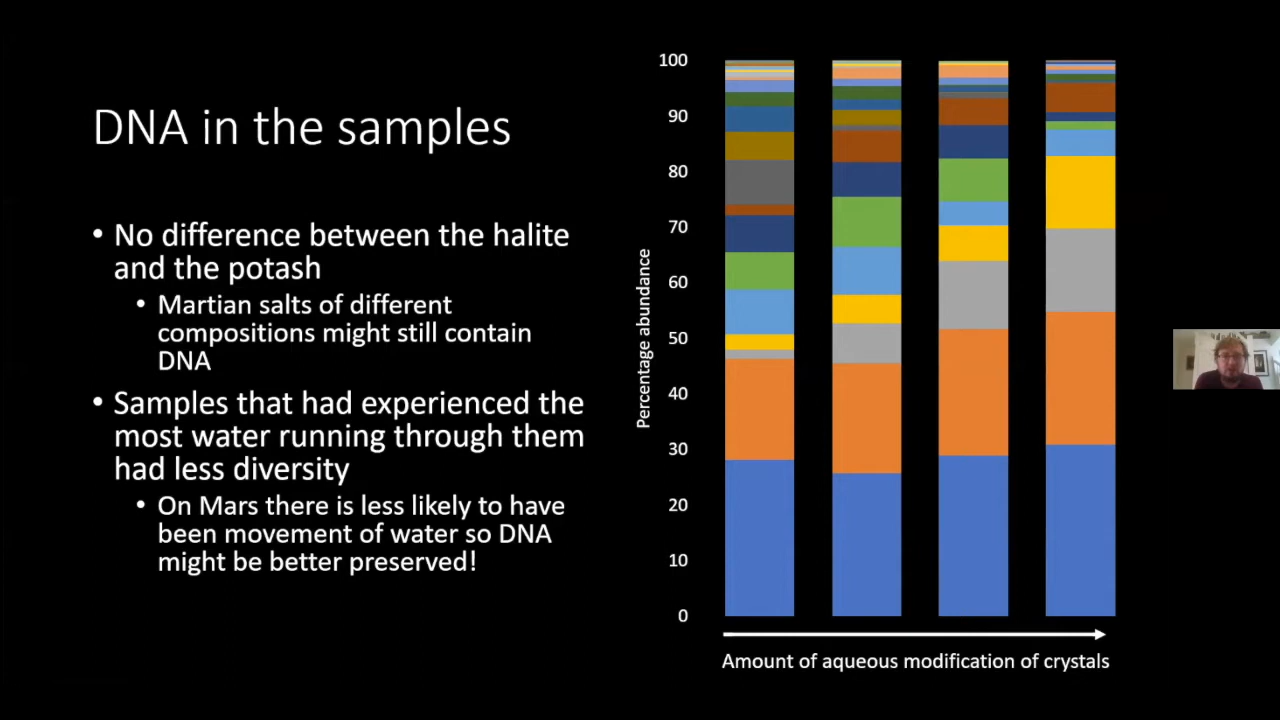 DNA in the samples
• No difference between the halite
and the potash
• Martian salts of different
compositions might still contain
DNA
• Samples that had experienced the
most water running through them
had less diversity
• On Mars there is less likely to have
been movement of water so DNA
might be better preserved!
Percentage abundance
100
90
80
70
60
50
40
30
20
10
0
Amount of aqueous modification of crystals